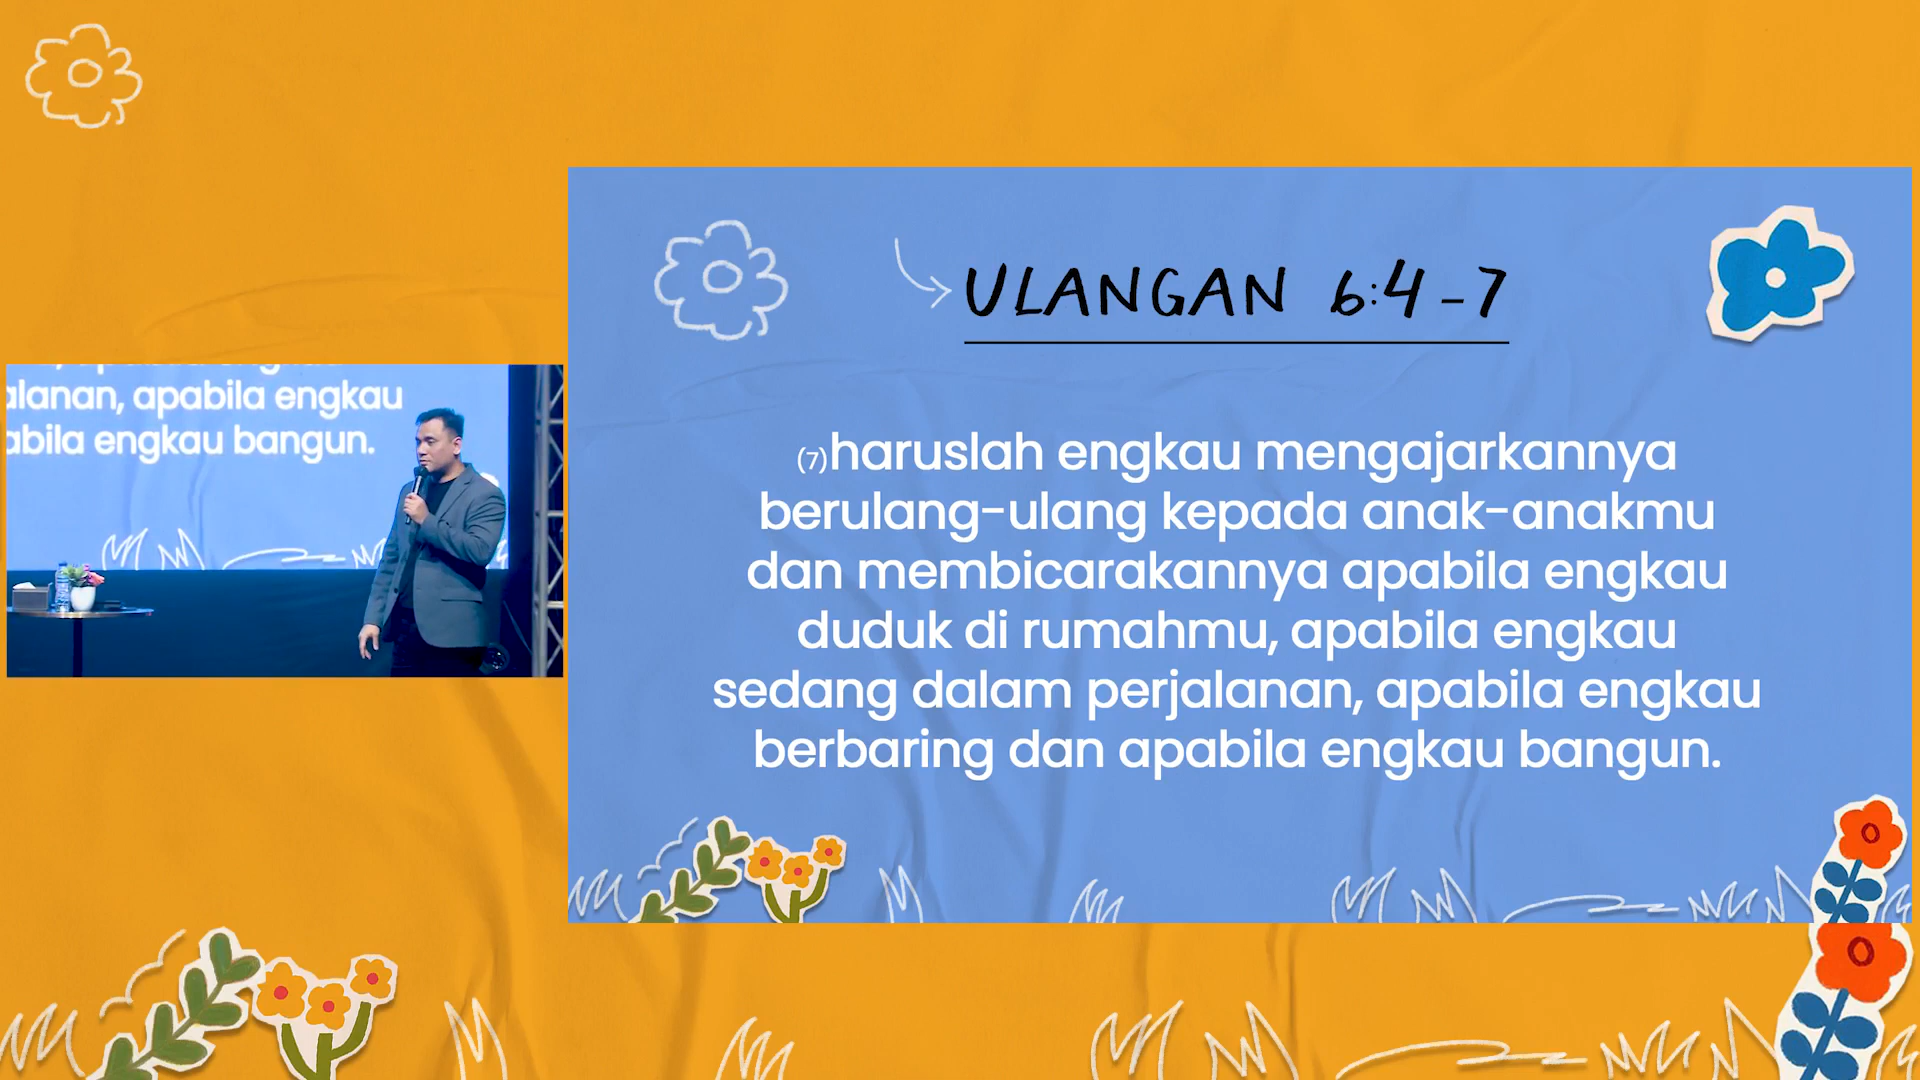 alanan, apabila engkau
abila engkau bangun.
ULANGAN 6:4-7
(7)haruslah engkau mengajarkannya
berulang-ulang kepada anak-anakmu
dan membicarakannya apabila engkau
duduk di rumahmu, apabila engkau
sedang dalam perjalanan, apabila engkau
berbaring dan apabila engkau bangun.